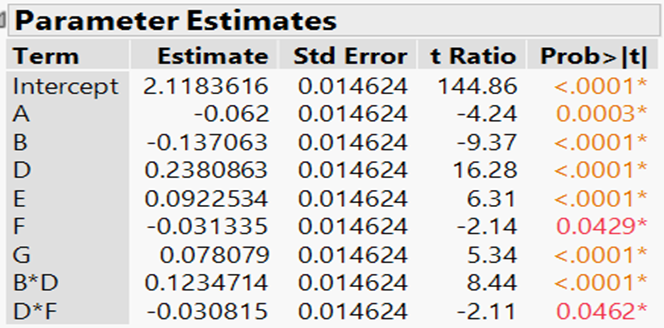 Parameter Estimates
Term Estimate Std Error t Ratio Prob>|t|
Intercept 2.1183616 0.014624 144.86 <.0001*
A -0.062 0.014624 -4.24 0.0003*
B -0.137063 0.014624 -9.37 <.0001*
D 0.2380863 0.014624 16.28 <.0001*
E 0.0922534 0.014624 6.31 <.0001*
F -0.031335 0.014624 -2.14 0.0429*
G 0.078079 0.014624 5.34 <.0001*
B*D 0.1234714 0.014624 8.44 <.0001*
D*F -0.030815 0.014624 -2.11 0.0462*